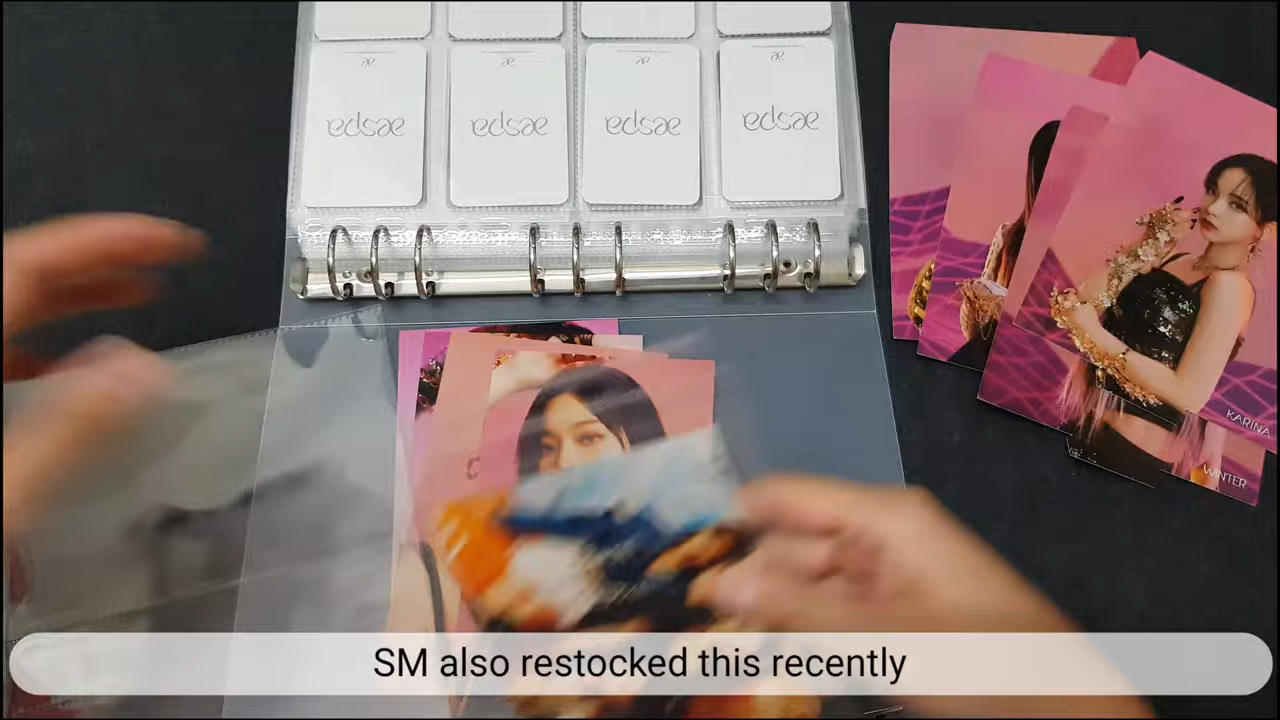 aespa
aespa
aespa
aespa
KARINA
WINTER
SM also restocked this recently